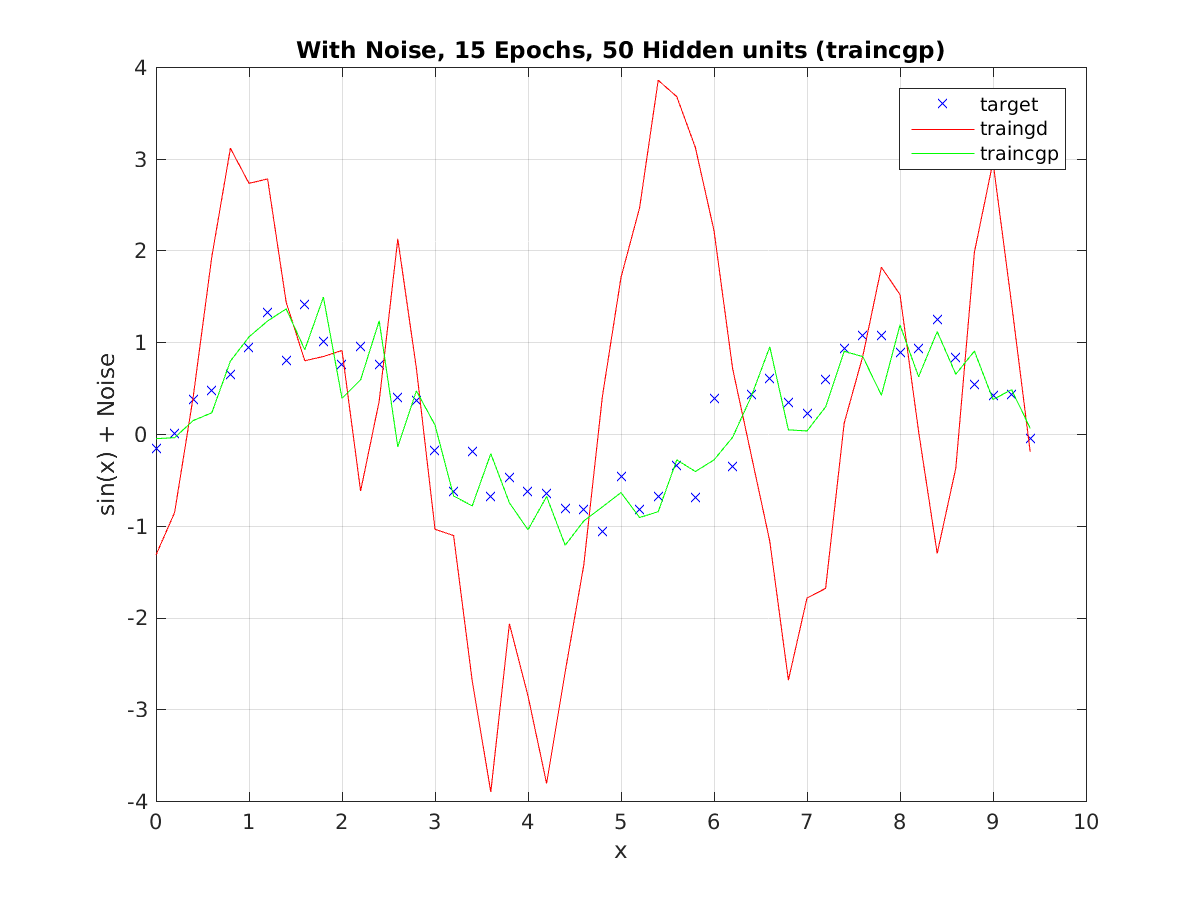 With Noise, 15 Epochs, 50 Hidden units (traincgp)
target
traingd
traincgp
4
3
2
1
0
-1
-2
-3
-4
sin(x) + Noise
0 1 2 3 4 5 6 7 8 9 10
x